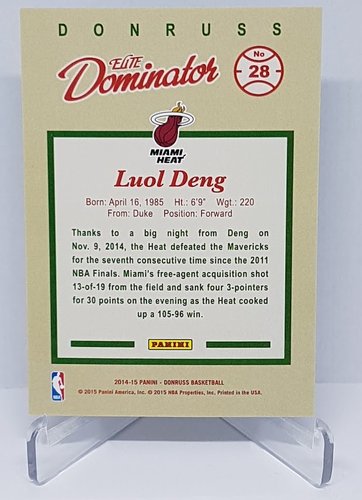 DONRUSS
ELITE
Dominator
No
28
MIAMI
HEAT
Luol Deng
Born: April 16, 1985 Ht.: 6'9" Wgt.: 220
From: Duke Position: Forward
Thanks to a big night from Deng on
Nov. 9, 2014, the Heat defeated the Mavericks
for the seventh consecutive time since the 2011
NBA Finals. Miami's free-agent acquisition shot
13-of-19 from the field and sank four 3-pointers
for 30 points on the evening as the Heat cooked
up a 105-96 win.
PANINI
2014-15 PANINI - DONRUSS BASKETBALL
© 2015 Panini America, Inc. © 2015 NBA Properties, Inc. Printed in the USA.
NBA